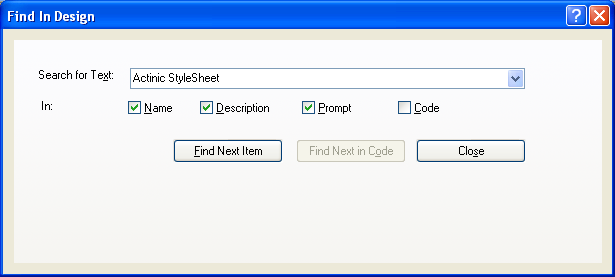 Find In Design
Search for Text: Actinic StyleSheet
In: Name Description Prompt Code
Find Next Item Find Next in Code Close